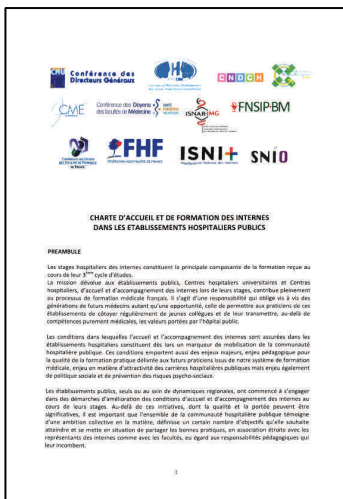 CHU
Conférence des
Directeurs Généraux
CNDCH
CME
Conférence des Doyens
des facultés de Médecine
ISNAR-IMG
FNSIP-BM
FHF
FÉDÉRATION HOSPITALIÈRE DE FRANCE
ISNI+
SNIO
CHARTE D'ACCUEIL ET DE FORMATION DES INTERNES
DANS LES ETABLISSEMENTS HOSPITALIERS PUBLICS
PREAMBULE
Les stages hospitaliers des internes constituent la principale composante de la formation reçue au
cours de leur 3ème cycle d'études.
La mission dévolue aux établissements publics, Centres hospitaliers universitaires et Centres
hospitaliers, d'accueil et d'accompagnement des internes lors de leurs stages, contribue pleinement
au processus de formation médicale français. Il s'agit d'une responsabilité qui oblige vis à vis des
générations de futurs médecins autant qu'une opportunité, celle de permettre aux praticiens de ces
établissements de côtoyer régulièrement de jeunes collègues et de leur transmettre, au-delà de
compétences purement médicales, les valeurs portées par l'hôpital public.
Les conditions dans lesquelles l'accueil et l'accompagnement des internes sont assurées dans les
établissements hospitaliers constituent dès lors un marqueur de mobilisation de la communauté
hospitalière publique. Ces conditions emportent aussi des enjeux majeurs, enjeu pédagogique pour
la qualité de la formation pratique délivrée aux futurs praticiens issus de notre système de formation
médicale, enjeu en matière d'attractivité des carrières hospitalières publiques mais enjeu également
de politique sociale et de prévention des risques psycho-sociaux.
Les établissements publics, seuls ou au sein de dynamiques régionales, ont commencé à s'engager
dans des démarches d'amélioration des conditions d'accueil et d'accompagnement des internes au
cours de leurs stages. Au-delà de ces initiatives, dont la qualité et la portée peuvent être
significatives, il est important que l'ensemble de la communauté hospitalière publique témoigne
d'une ambition collective en la matière, définisse un certain nombre d'objectifs qu'elle souhaite
atteindre et se mette en situation de partager les bonnes pratiques, en association étroite avec les
représentants des internes comme avec les facultés, eu égard aux responsabilités pédagogiques qui
leur incombent.
1